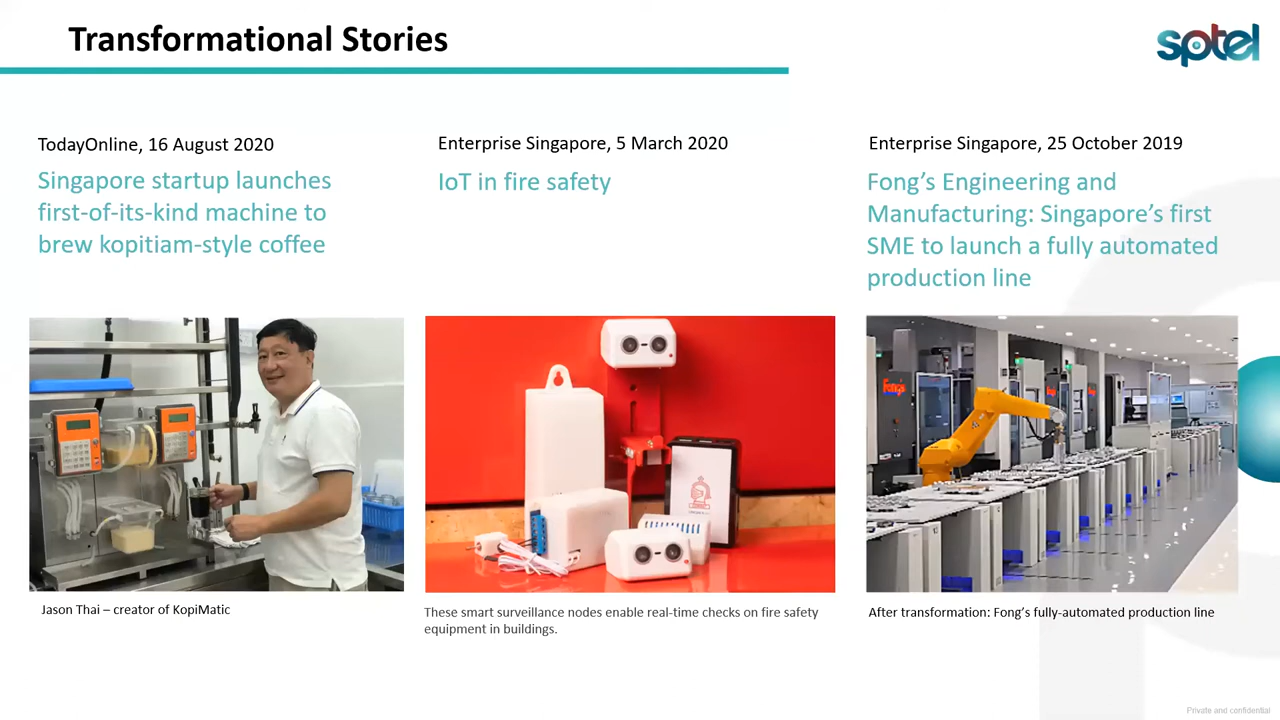 Transformational Stories
sptel
TodayOnline, 16 August 2020
Singapore startup launches
first-of-its-kind machine to
brew kopitiam-style coffee
Jason Thai – creator of KopiMatic
Enterprise Singapore, 5 March 2020
IoT in fire safety
These smart surveillance nodes enable real-time checks on fire safety
equipment in buildings.
Enterprise Singapore, 25 October 2019
Fong’s Engineering and
Manufacturing: Singapore’s first
SME to launch a fully automated
production line
Fong's
After transformation: Fong’s fully-automated production line
Private and confidential